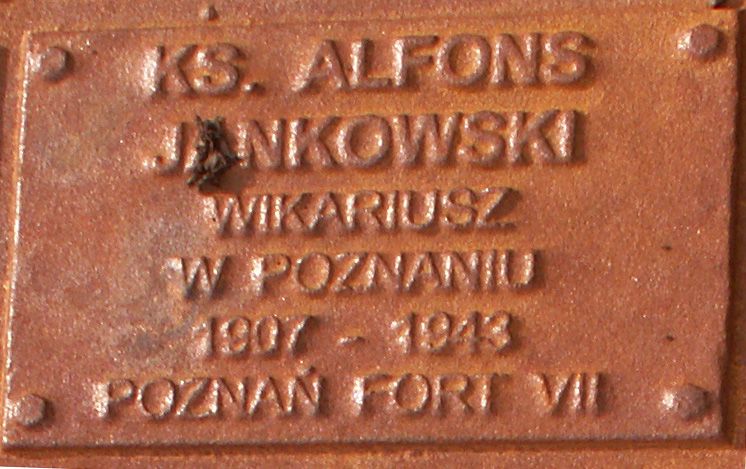 KS. ALFONS
JANKOWSKI
WIKARIUSZ
W POZNANIU
1907 - 1943
POZNAŃ FORT VII